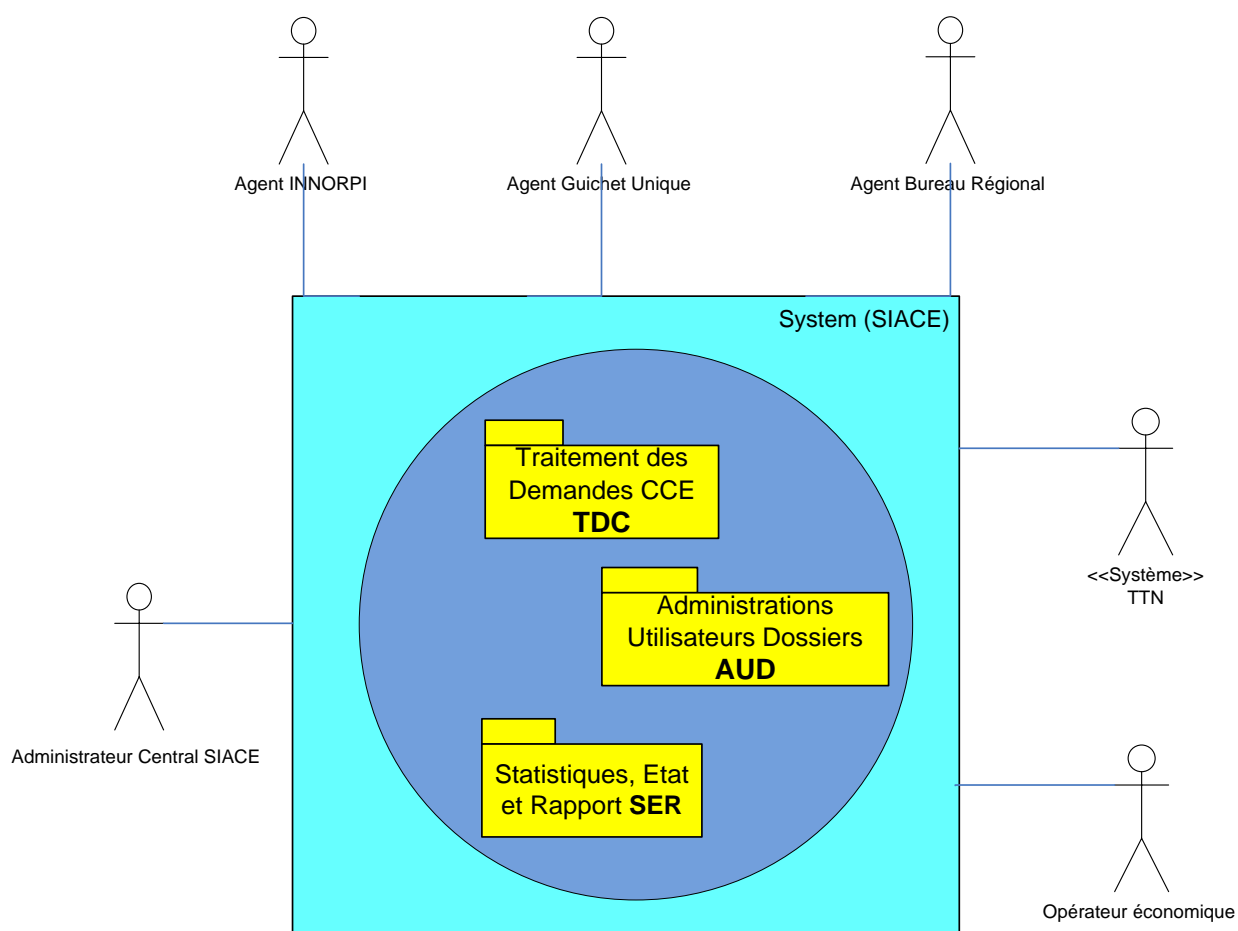 Agent INNORPI
Agent Guichet Unique
Agent Bureau Régional
System (SIACE)
Traitement des
Demandes CCE
TDC
<<Système>>
TTN
Administrations
Utilisateurs Dossiers
AUD
Administrateur Central SIACE
Statistiques, Etat
et Rapport SER
Opérateur économique